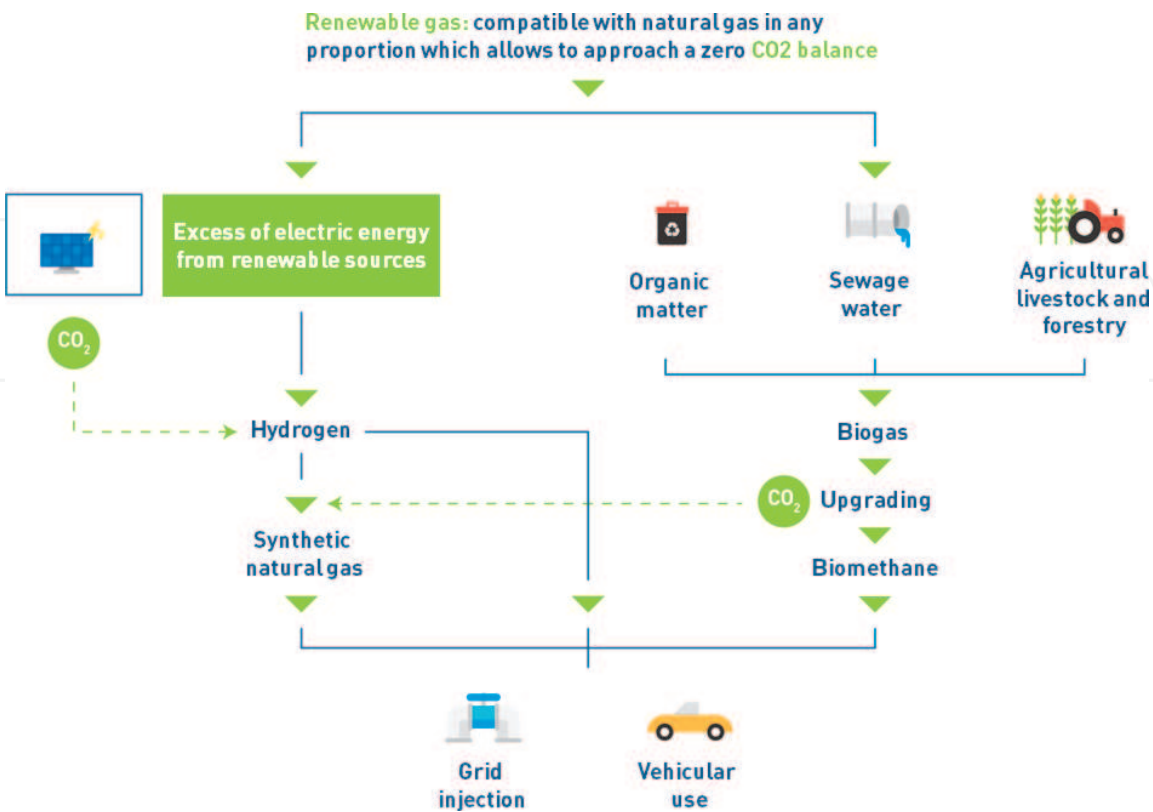 Renewable gas: compatible with natural gas in any
proportion which allows to approach a zero CO2 balance
Excess of electric energy
from renewable sources
Organic
matter
Sewage
water
Agricultural
livestock and
forestry
CO₂
Hydrogen
Biogas
CO₂
Upgrading
Synthetic
natural gas
Biomethane
Grid
injection
Vehicular
use